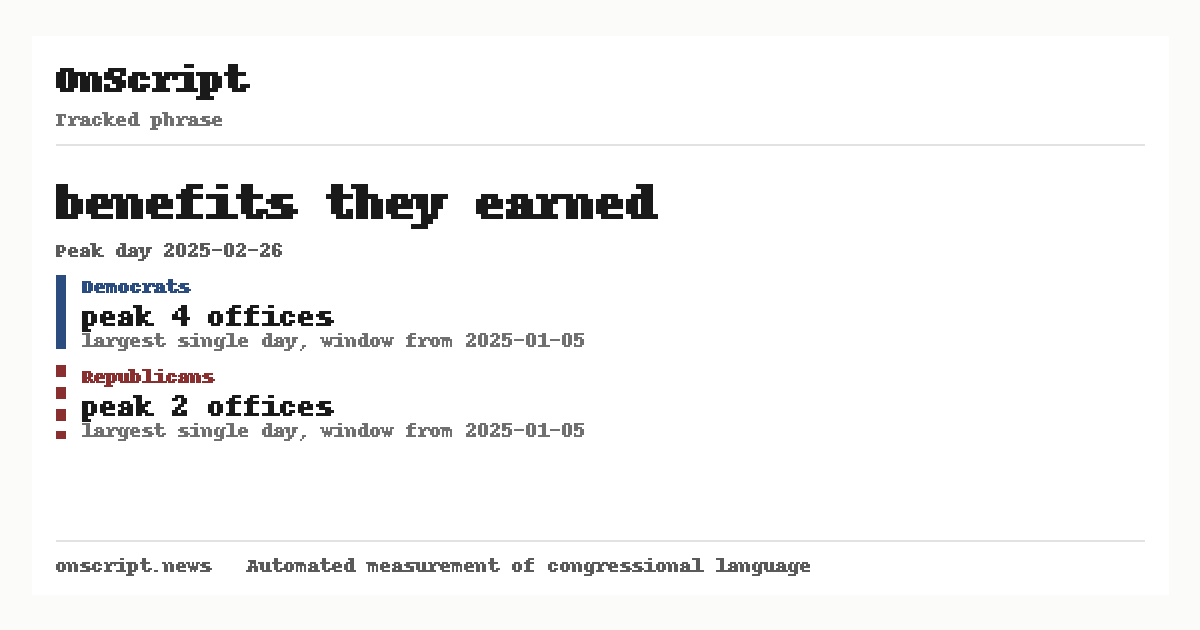 OnScript
Tracked phrase
benefits they earned
Peak day 2025-02-26
Democrats
peak 4 offices
largest single day, window from 2025-01-05
Republicans
peak 2 offices
largest single day, window from 2025-01-05
onscript.news Automated measurement of congressional language